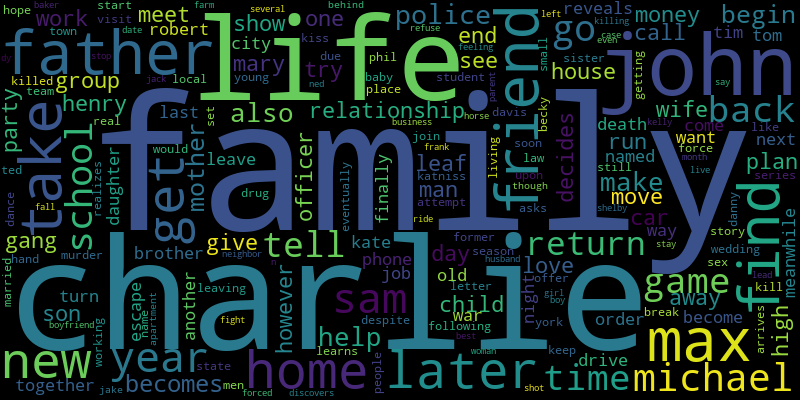 family
charlie
life
john
father
friend
take
get
find
max
michael
new
home
later
year
sam
game
return
time
tell
back
go
school
help
hope
baker
start
farm
several
left
killing
refuse
behind
work
visit
meet
robert
show
one
police
begin
reveals
money
call
tim
tom
town
date
kiss
due
phil
end
small
case
even
feeling
stop
dy
killed
city
mary
try
see
house
sister
getting
parent
team
group
jack
local
young
baby
place
student
party
henry
real
last
also
relationship
davis
horse
becky
wife
death
come
like
set
business
join
soon
run
want
force
next
ted
realizes
daughter
would
mother
leave
officer
frank
leaf
law
decides
named
still
kelly
month
say
plan
dance
drug
eventually
finally
man
katniss
upon
living
though
make
live
series
attempt
asks
move
shelby
danny
fall
ride
gang
give
car
way
story
meanwhile
hand
brother
neighbor
kate
former
season
husband
stay
wedding
murder
phone
day
love
sex
lead
married
turn
leaving
job
old
letter
offer
away
kill
high
son
escape
name
apartment
another
however
state
war
child
girl
boy
night
order
become
boyfriend
working
fight
despite
following
york
break
arrives
becomes
learns
people
best
woman
keep
drive
together
jake
men
forced
discovers
shot
ned
n